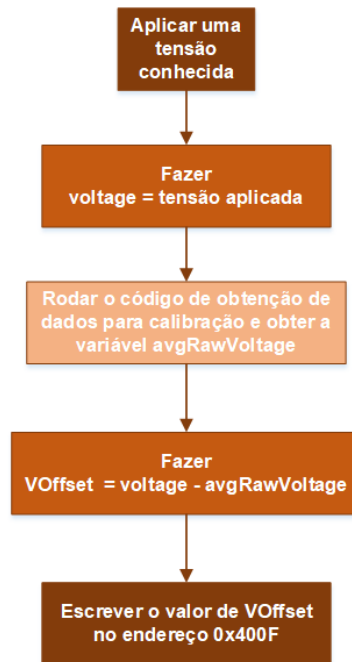 Aplicar uma
tensão
conhecida
Fazer
voltage = tensão aplicada
Rodar o código de obtenção de
dados para calibração e obter a
variável avgRawVoltage
Fazer
VOffset = voltage - avgRawVoltage
Escrever o valor de VOffset
no endereço 0x400F